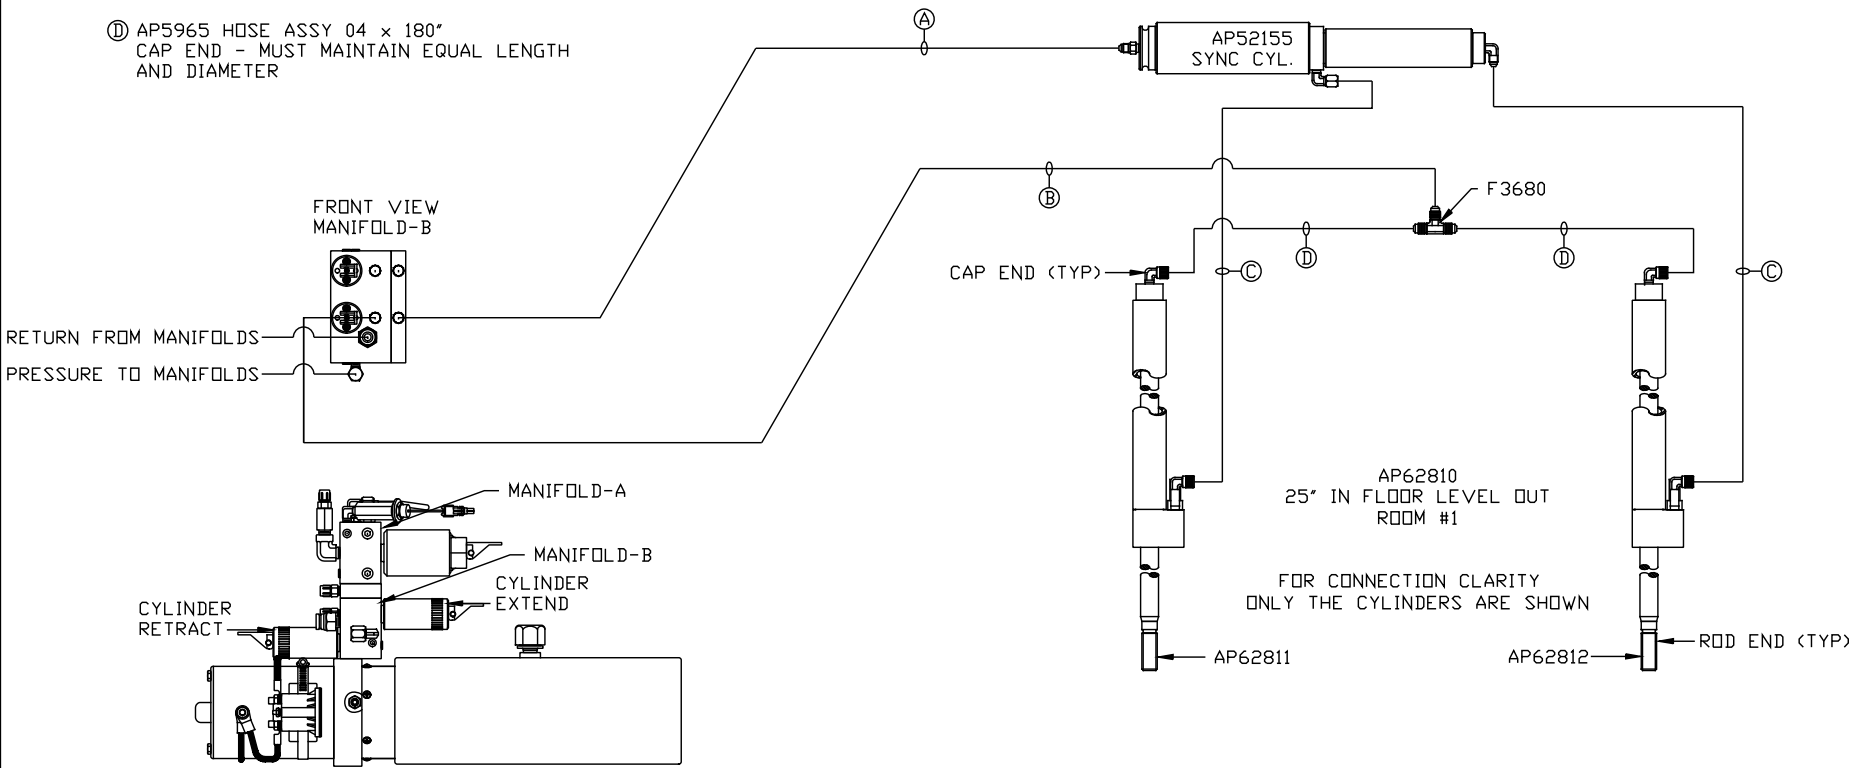 Ⓓ AP5965 HOSE ASSY 04 x 180"
CAP END - MUST MAINTAIN EQUAL LENGTH
AND DIAMETER
A
AP52155
SYNC CYL.
B
F3680
FRONT VIEW
MANIFOLD-B
D
D
CAP END (TYP)
C
C
RETURN FROM MANIFOLDS
PRESSURE TO MANIFOLDS
AP62810
25" IN FLOOR LEVEL OUT
ROOM #1
MANIFOLD-A
MANIFOLD-B
CYLINDER
EXTEND
CYLINDER
RETRACT
FOR CONNECTION CLARITY
ONLY THE CYLINDERS ARE SHOWN
AP62811
AP62812
ROD END (TYP)